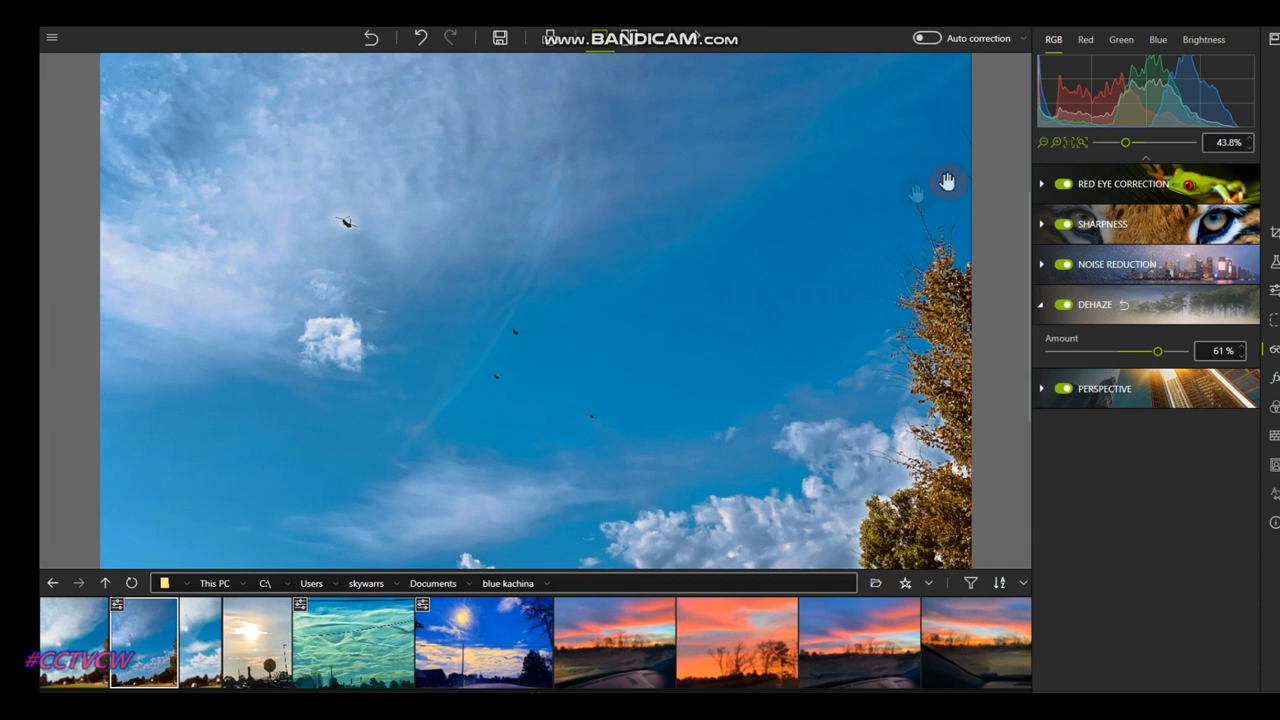 www.BANDICAM.com
Auto correction
RGB Red Green Blue Brightness
43.8%
RED EYE CORRECTION
SHARPNESS
NOISE REDUCTION
DEHAZE
Amount
61 %
PERSPECTIVE
This PC C:\ Users skywarrs Documents blue kachina
#CCTVCW